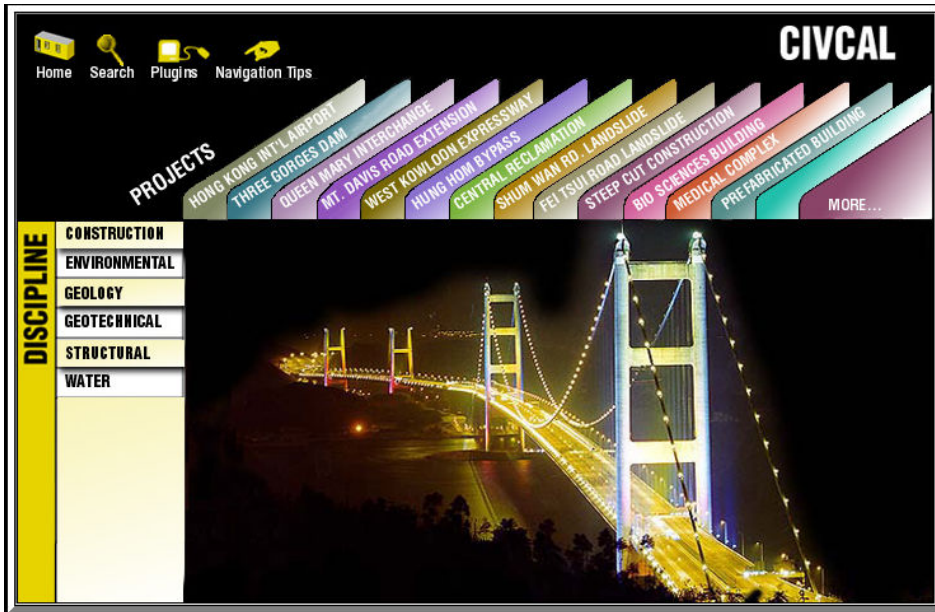 CIVCAL
Home
Search
Plugins
Navigation Tips
PROJECTS
HONG KONG INT'L AIRPORT
THREE GORGES DAM
QUEEN MARY INTERCHANGE
MT. DAVIS ROAD EXTENSION
WEST KOWLOON EXPRESSWAY
HUNG HOM BYPASS
CENTRAL RECLAMATION
SHUM WAN RD. LANDSLIDE
FEI TSUI ROAD LANDSLIDE
STEEP CUT CONSTRUCTION
BIO SCIENCES BUILDING
MEDICAL COMPLEX
PREFABRICATED BUILDING
MORE...
DISCIPLINE
CONSTRUCTION
ENVIRONMENTAL
GEOLOGY
GEOTECHNICAL
STRUCTURAL
WATER